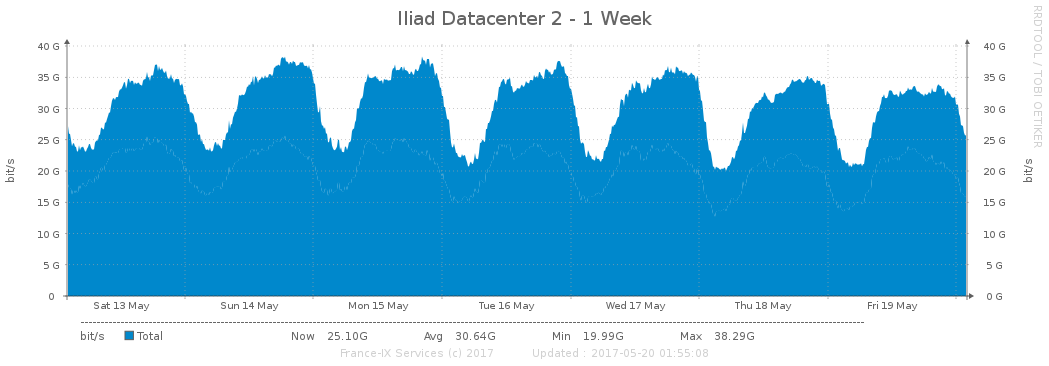 Iliad Datacenter 2 - 1 Week
RRDTOOL / TOBI OETIKER
40 G 40 G
35 G 35 G
30 G 30 G
25 G 25 G
20 G 20 G
15 G 15 G
10 G 10 G
5 G 5 G
0 0 G
bit/s
bit/s
Sat 13 May Sun 14 May Mon 15 May Tue 16 May Wed 17 May Thu 18 May Fri 19 May
bit/s Total Now 25.10G Avg 30.64G Min 19.99G Max 38.29G
France-IX Services (c) 2017 Updated : 2017-05-20 01:55:08